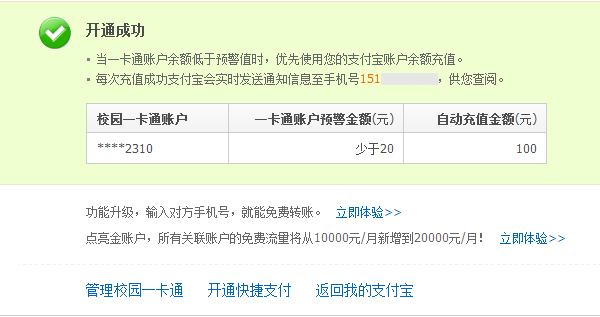 开通成功
• 当一卡通账户余额低于预警值时，优先使用您的支付宝账户余额充值。
• 每次充值成功支付宝会实时发送通知信息至手机号151，供您查阅。
校园一卡通账户 一卡通账户预警金额(元) 自动充值金额(元)
****2310 少于20 100
功能升级，输入对方手机号，就能免费转账。 立即体验>>
点亮金账户，所有关联账户的免费流量将从10000元/月新增到20000元/月! 立即体验>>
管理校园一卡通 开通快捷支付 返回我的支付宝